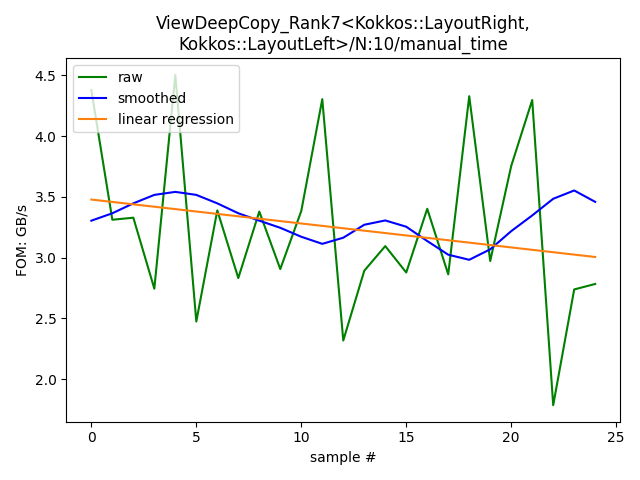 ViewDeepCopy_Rank7<Kokkos::LayoutRight,
Kokkos::LayoutLeft>/N:10/manual_time
raw
smoothed
linear regression
FOM: GB/s
4.5
4.0
3.5
3.0
2.5
2.0
0
5
10
15
20
25
sample #